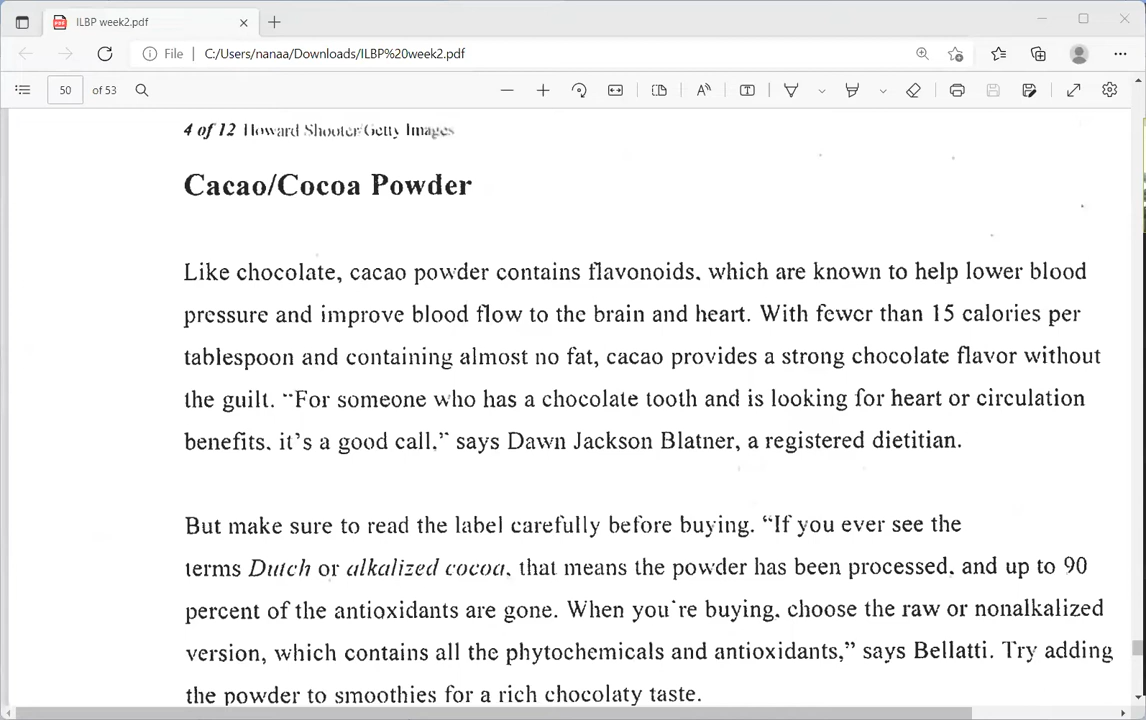 ILBP week2.pdf
File | C:/Users/nanaa/Downloads/ILBP%20week2.pdf
50 of 53
4 of 12 Howard Shooter/Getty Images
Cacao/Cocoa Powder
Like chocolate, cacao powder contains flavonoids, which are known to help lower blood
pressure and improve blood flow to the brain and heart. With fewer than 15 calories per
tablespoon and containing almost no fat, cacao provides a strong chocolate flavor without
the guilt. “For someone who has a chocolate tooth and is looking for heart or circulation
benefits, it’s a good call,” says Dawn Jackson Blatner, a registered dietitian.
But make sure to read the label carefully before buying. “If you ever see the
terms Dutch or alkalized cocoa, that means the powder has been processed, and up to 90
percent of the antioxidants are gone. When you’re buying, choose the raw or nonalkalized
version, which contains all the phytochemicals and antioxidants,” says Bellatti. Try adding
the powder to smoothies for a rich chocolaty taste.